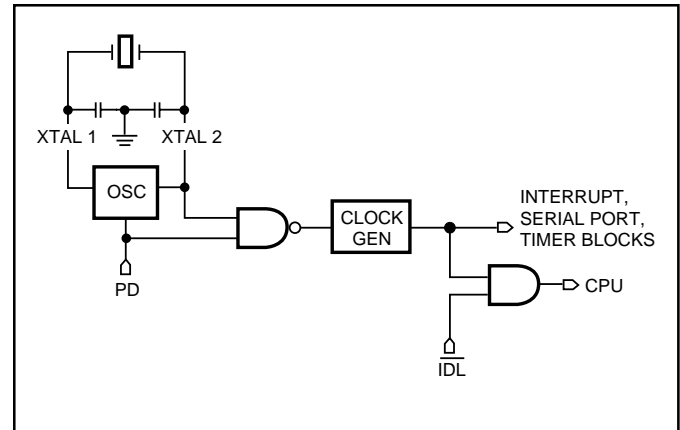 XTAL 1
XTAL 2
OSC
PD
CLOCK
GEN
INTERRUPT,
SERIAL PORT,
TIMER BLOCKS
CPU
IDL